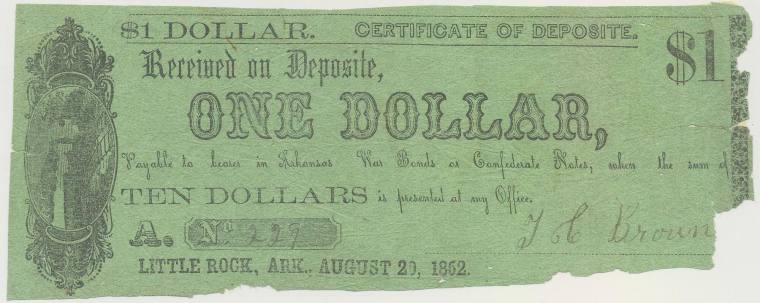 $1 DOLLAR. CERTIFICATE OF DEPOSITE. $1
Received on Deposite,
ONE DOLLAR,
Payable to bearer in Arkansas War Bonds or Confederate Notes, when the sum of
TEN DOLLARS is presented at my Office.
A. No. 229 J C Brown
LITTLE ROCK, ARK., AUGUST 20, 1862.